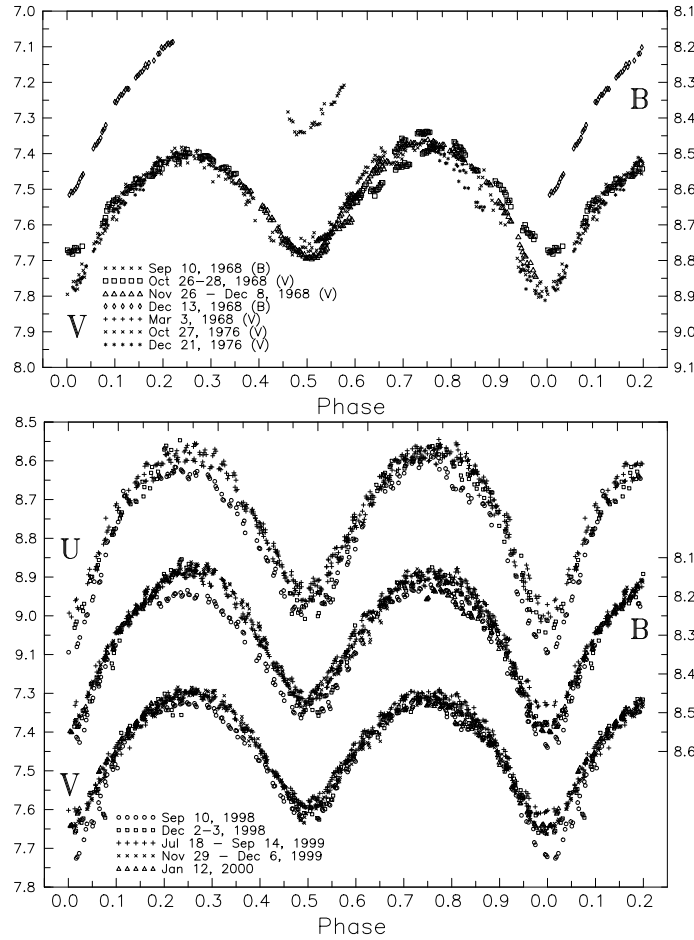 7.0
7.1
7.2
7.3
7.4
7.5
7.6
7.7
7.8
7.9
8.0
8.1
8.2
8.3
8.4
8.5
8.6
8.7
8.8
8.9
9.0
9.1
B
V
Sep 10, 1968 (B)
Oct 26-28, 1968 (V)
Nov 26 - Dec 8, 1968 (V)
Dec 13, 1968 (B)
Mar 3, 1968 (V)
Oct 27, 1976 (V)
Dec 21, 1976 (V)
0.0 0.1 0.2 0.3 0.4 0.5 0.6 0.7 0.8 0.9 0.0 0.1 0.2
Phase
8.5
8.6
8.7
8.8
8.9
9.0
9.1
7.3
7.4
7.5
7.6
7.7
7.8
8.1
8.2
8.3
8.4
8.5
8.6
U
B
V
Sep 10, 1998
Dec 2-3, 1998
Jul 18 - Sep 14, 1999
Nov 29 - Dec 6, 1999
Jan 12, 2000
0.0 0.1 0.2 0.3 0.4 0.5 0.6 0.7 0.8 0.9 0.0 0.1 0.2
Phase